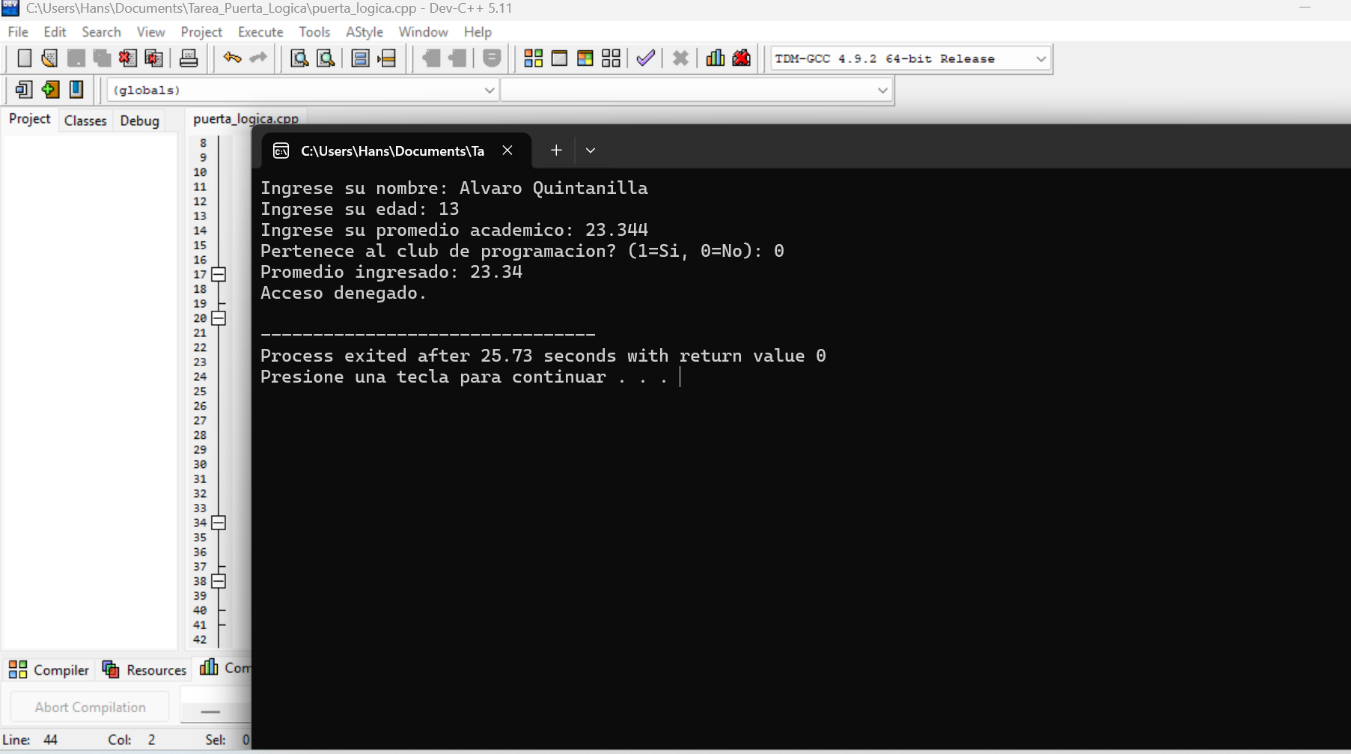 C:\Users\Hans\Documents\Tarea_Puerta_Logica\puerta_logica.cpp - Dev-C++ 5.11
File Edit Search View Project Execute Tools AStyle Window Help
TDM-GCC 4.9.2 64-bit Release
(globals)
Project Classes Debug
puerta_logica.cpp
C:\Users\Hans\Documents\Ta
8
9
10
11
12
13
14
15
16
17
18
19
20
21
22
23
24
25
26
27
28
29
30
31
32
33
34
35
36
37
38
39
40
41
42
Ingrese su nombre: Alvaro Quintanilla
Ingrese su edad: 13
Ingrese su promedio academico: 23.344
Pertenece al club de programacion? (1=Si, 0=No): 0
Promedio ingresado: 23.34
Acceso denegado.
--------------------------------
Process exited after 25.73 seconds with return value 0
Presione una tecla para continuar . . .
Compiler Resources Com
Abort Compilation
Line: 44 Col: 2 Sel: 0